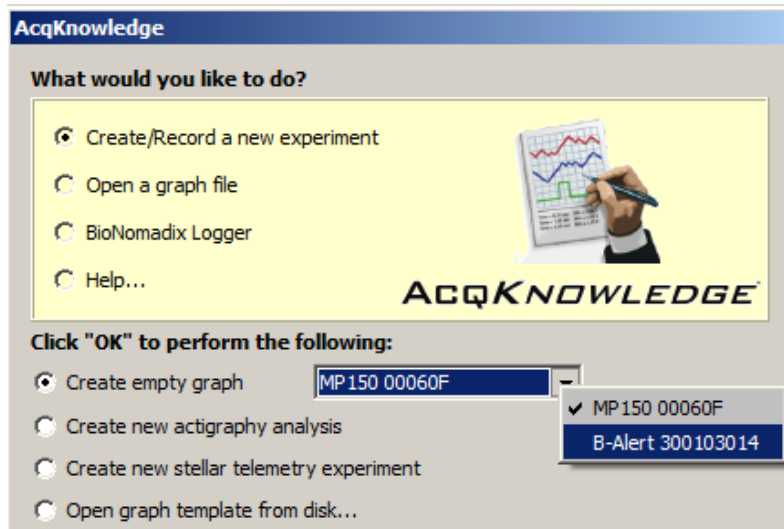 AcqKnowledge
What would you like to do?
Create/Record a new experiment
Open a graph file
BioNomadix Logger
Help...
ACQKNOWLEDGE
Click "OK" to perform the following:
Create empty graph MP150 00060F
MP150 00060F
Create new actigraphy analysis
B-Alert 300103014
Create new stellar telemetry experiment
Open graph template from disk...